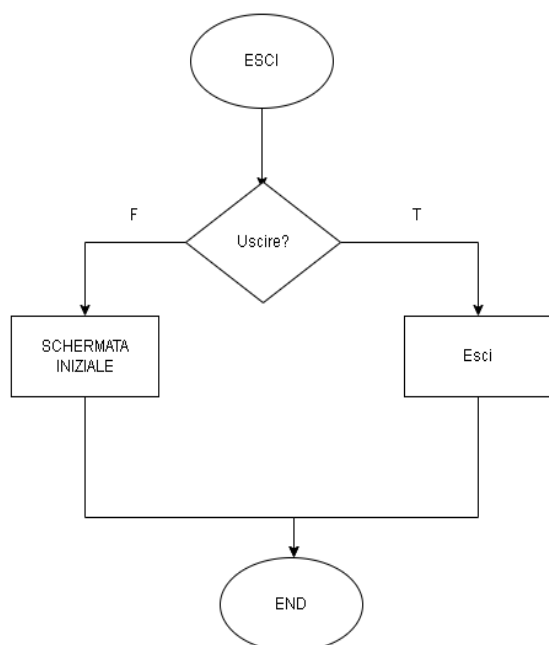 ESCI
F
T
Uscire?
SCHERMATA
INIZIALE
Esci
END